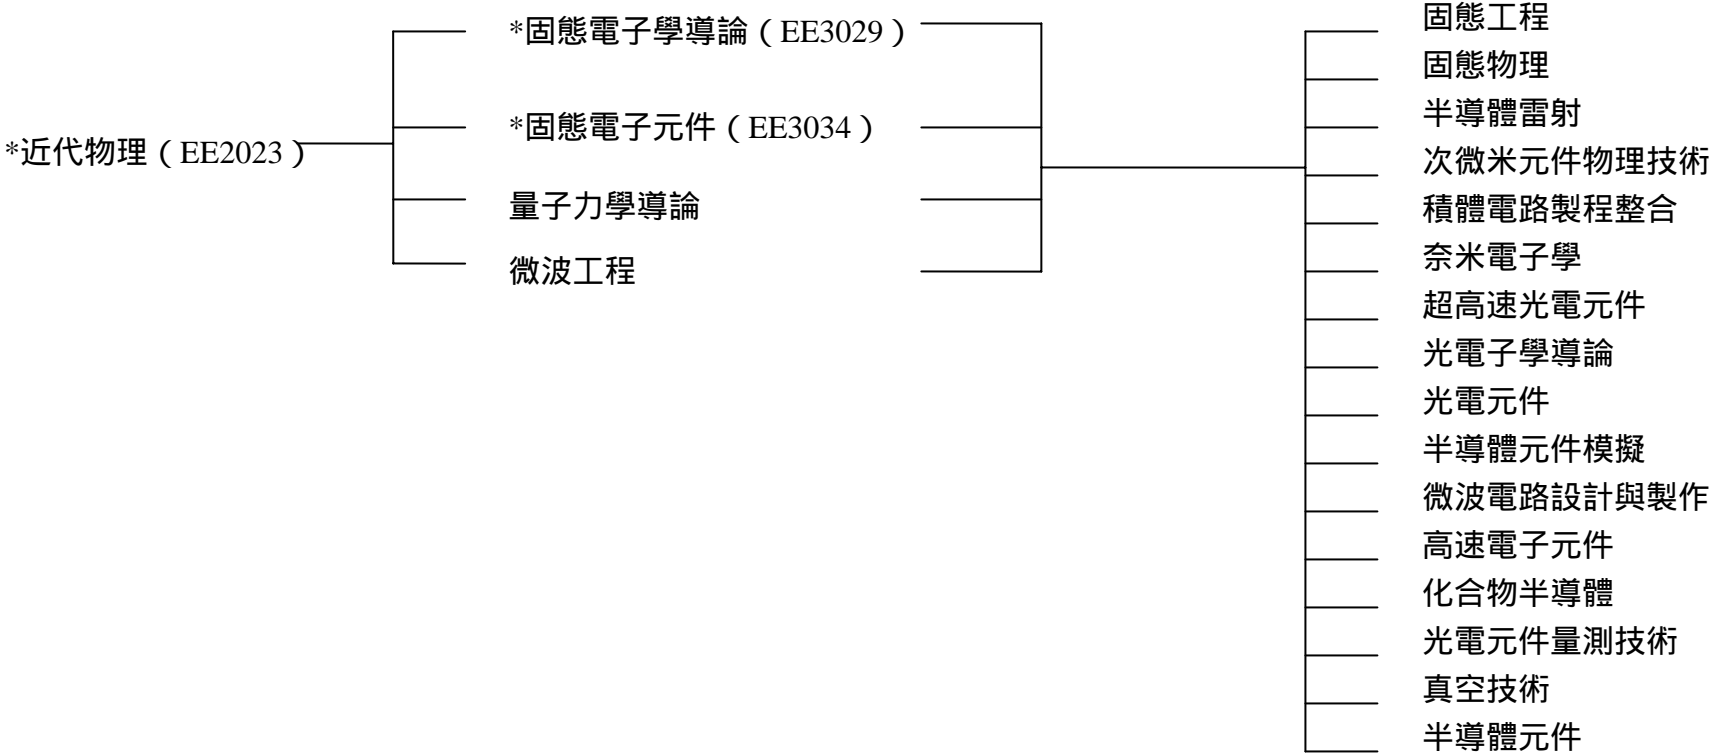 *近代物理（EE2023）
*固態電子學導論（EE3029）
*固態電子元件（EE3034）
量子力學導論
微波工程
固態工程
固態物理
半導體雷射
次微米元件物理技術
積體電路製程整合
奈米電子學
超高速光電元件
光電子學導論
光電元件
半導體元件模擬
微波電路設計與製作
高速電子元件
化合物半導體
光電元件量測技術
真空技術
半導體元件